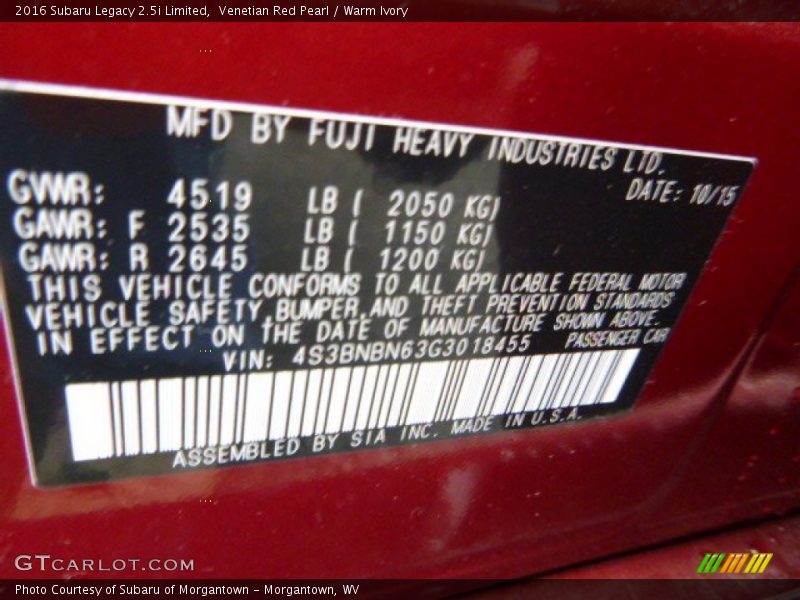 2016 Subaru Legacy 2.5i Limited,  Venetian Red Pearl / Warm Ivory
MFD BY FUJI HEAVY INDUSTRIES LTD.
DATE: 10/15
GVWR: 4519 LB ( 2050 KG)
GAWR: F 2535 LB ( 1150 KG)
GAWR: R 2645 LB ( 1200 KG)
THIS VEHICLE CONFORMS TO ALL APPLICABLE FEDERAL MOTOR
VEHICLE SAFETY,BUMPER,AND THEFT PREVENTION STANDARDS
IN EFFECT ON THE DATE OF MANUFACTURE SHOWN ABOVE.
VIN: 4S3BNBN63G3018455 PASSENGER CAR
ASSEMBLED BY SIA INC. MADE IN U.S.A.
GTCARLOT.COM
Photo Courtesy of Subaru of Morgantown - Morgantown, WV